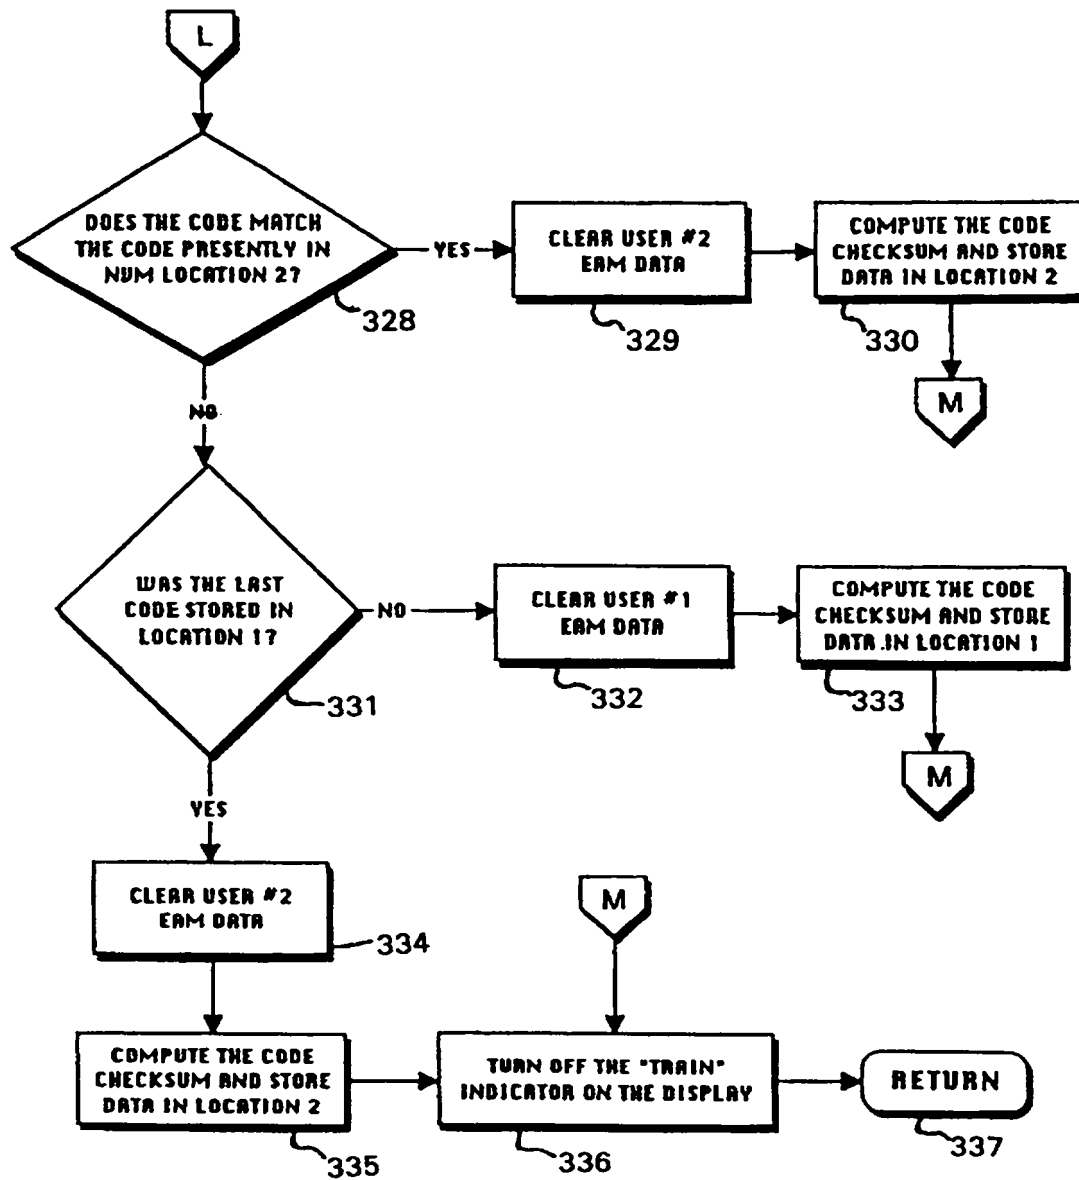 L
DOES THE CODE MATCH
THE CODE PRESENTLY IN
NVM LOCATION 2?
328
YES
CLEAR USER #2
EAM DATA
329
COMPUTE THE CODE
CHECKSUM AND STORE
DATA IN LOCATION 2
330
M
NO
WAS THE LAST
CODE STORED IN
LOCATION 1?
331
NO
CLEAR USER #1
EAM DATA
332
COMPUTE THE CODE
CHECKSUM AND STORE
DATA IN LOCATION 1
333
M
YES
CLEAR USER #2
EAM DATA
334
COMPUTE THE CODE
CHECKSUM AND STORE
DATA IN LOCATION 2
335
M
TURN OFF THE "TRAIN"
INDICATOR ON THE DISPLAY
336
RETURN
337